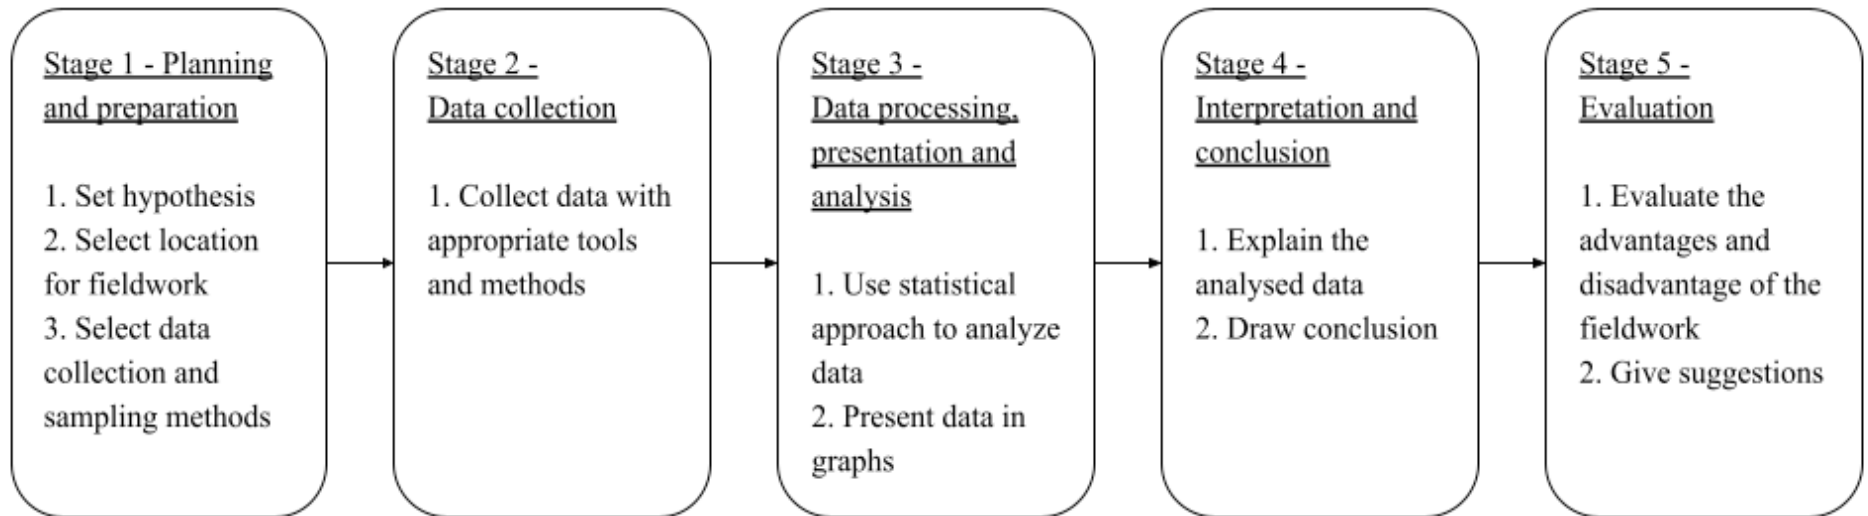 Stage 1 - Planning
and preparation
1. Set hypothesis
2. Select location
for fieldwork
3. Select data
collection and
sampling methods
Stage 2 -
Data collection
1. Collect data with
appropriate tools
and methods
Stage 3 -
Data processing,
presentation and
analysis
1. Use statistical
approach to analyze
data
2. Present data in
graphs
Stage 4 -
Interpretation and
conclusion
1. Explain the
analysed data
2. Draw conclusion
Stage 5 -
Evaluation
1. Evaluate the
advantages and
disadvantage of the
fieldwork
2. Give suggestions